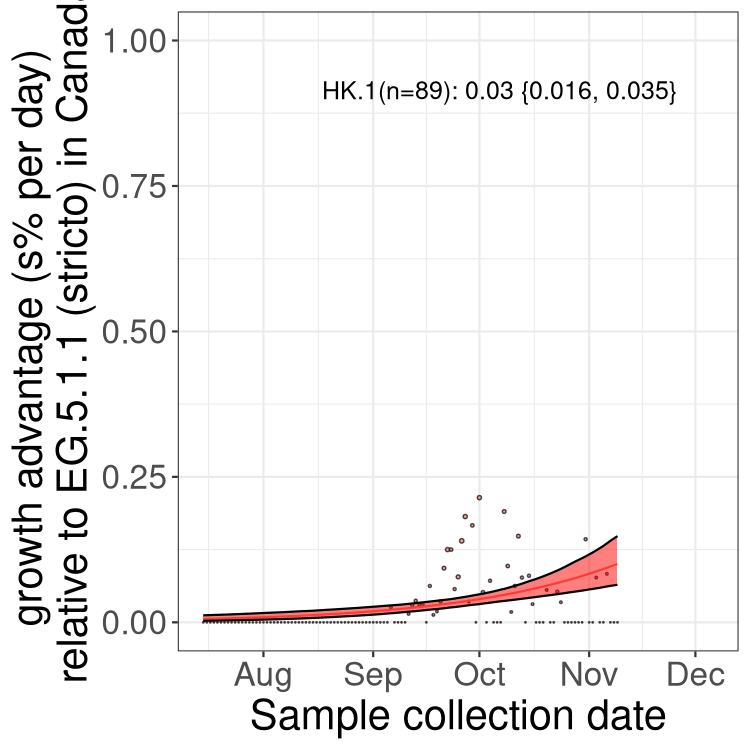 growth advantage (s% per day)
relative to EG.5.1.1 (stricto) in Canada
1.00
0.75
0.50
0.25
0.00
HK.1(n=89): 0.03 {0.016, 0.035}
Aug Sep Oct Nov Dec
Sample collection date